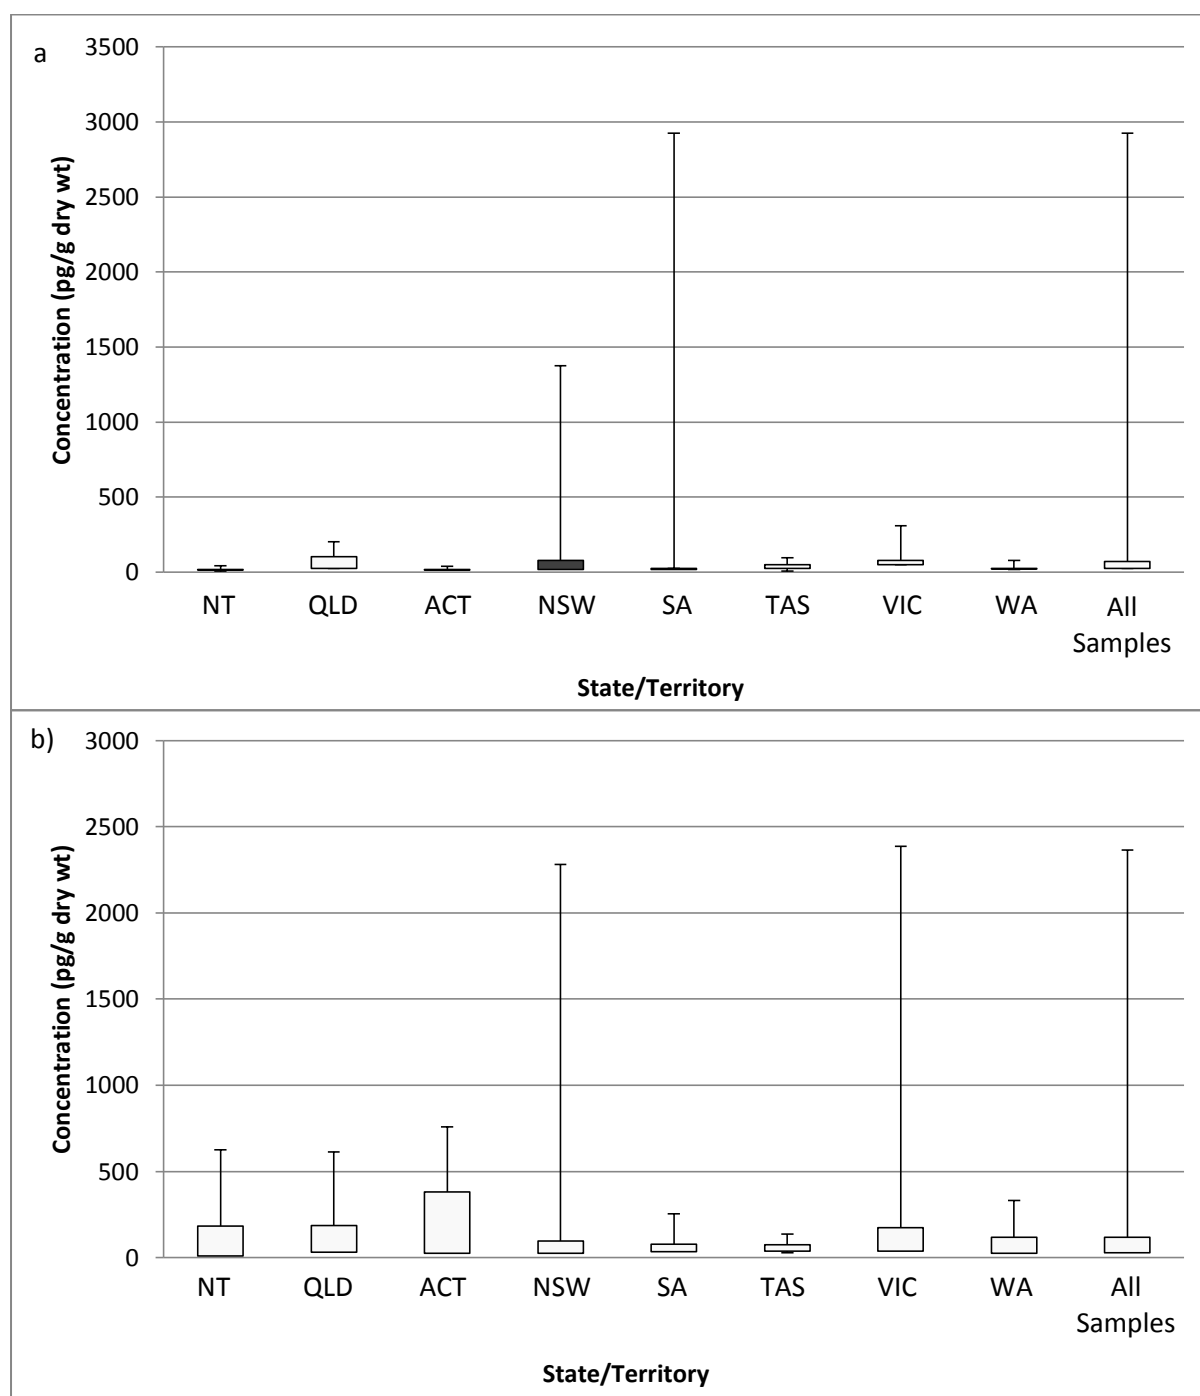 a
3500
3000
2500
2000
1500
1000
500
0
Concentration (pg/g dry wt)
NT QLD ACT NSW SA TAS VIC WA All
Samples
State/Territory
b)
3000
2500
2000
1500
1000
500
0
Concentration (pg/g dry wt)
NT QLD ACT NSW SA TAS VIC WA All
Samples
State/Territory